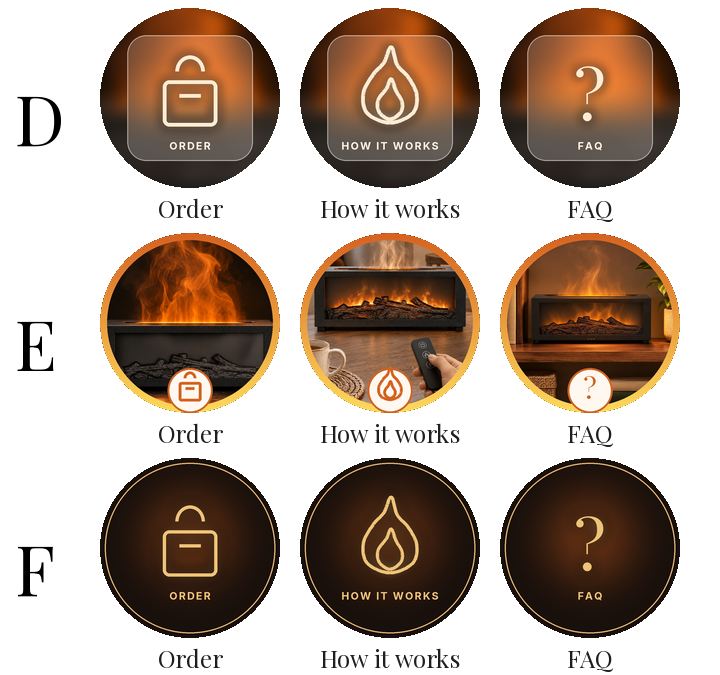 D
ORDER
HOW IT WORKS
?
FAQ
Order
How it works
FAQ
E
?
Order
How it works
FAQ
F
ORDER
HOW IT WORKS
?
FAQ
Order
How it works
FAQ